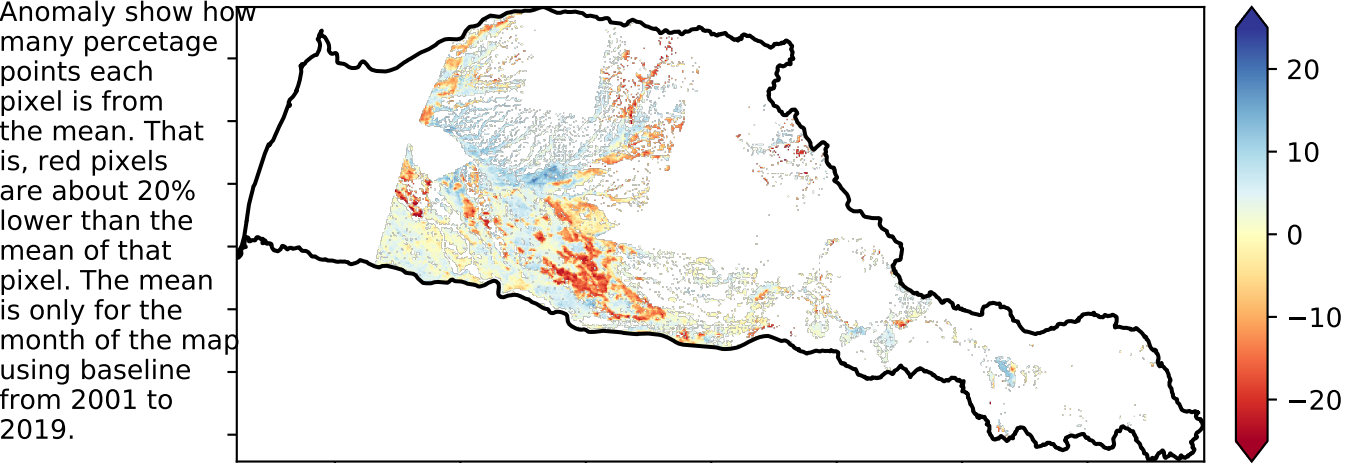 Anomaly show how
many percetage
points each
pixel is from
the mean. That
is, red pixels
are about 20%
lower than the
mean of that
pixel. The mean
is only for the
month of the map
using baseline
from 2001 to
2019.
20
10
0
−10
−20